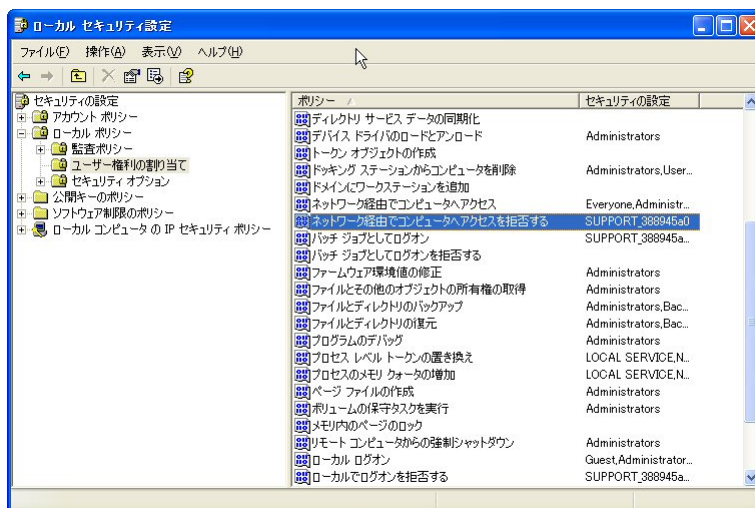 ローカル セキュリティ設定
ファイル(F) 操作(A) 表示(V) ヘルプ(H)
セキュリティの設定
アカウント ポリシー
ローカル ポリシー
監査ポリシー
ユーザー権利の割り当て
セキュリティ オプション
公開キーのポリシー
ソフトウェア制限のポリシー
ローカル コンピュータ の IP セキュリティ ポリシー
ポリシー セキュリティの設定
ディレクトリ サービス データの同期化
デバイス ドライバのロードとアンロード Administrators
トークン オブジェクトの作成
ドッキング ステーションからコンピュータを削除 Administrators,User...
ドメインにワークステーションを追加
ネットワーク経由でコンピュータへアクセス Everyone,Administr...
ネットワーク経由でコンピュータへアクセスを拒否する SUPPORT_388945a0
バッチ ジョブとしてログオン SUPPORT_388945a...
バッチ ジョブとしてログオンを拒否する
ファームウェア環境値の修正 Administrators
ファイルとその他のオブジェクトの所有権の取得 Administrators
ファイルとディレクトリのバックアップ Administrators,Bac...
ファイルとディレクトリの復元 Administrators,Bac...
プログラムのデバッグ Administrators
プロセス レベル トークンの置き換え LOCAL SERVICE,N...
プロセスのメモリ クォータの増加 LOCAL SERVICE,N...
ページ ファイルの作成 Administrators
ボリュームの保守タスクを実行 Administrators
メモリ内のページのロック
リモート コンピュータからの強制シャットダウン Administrators
ローカル ログオン Guest,Administrator...
ローカルでログオンを拒否する SUPPORT_388945a...